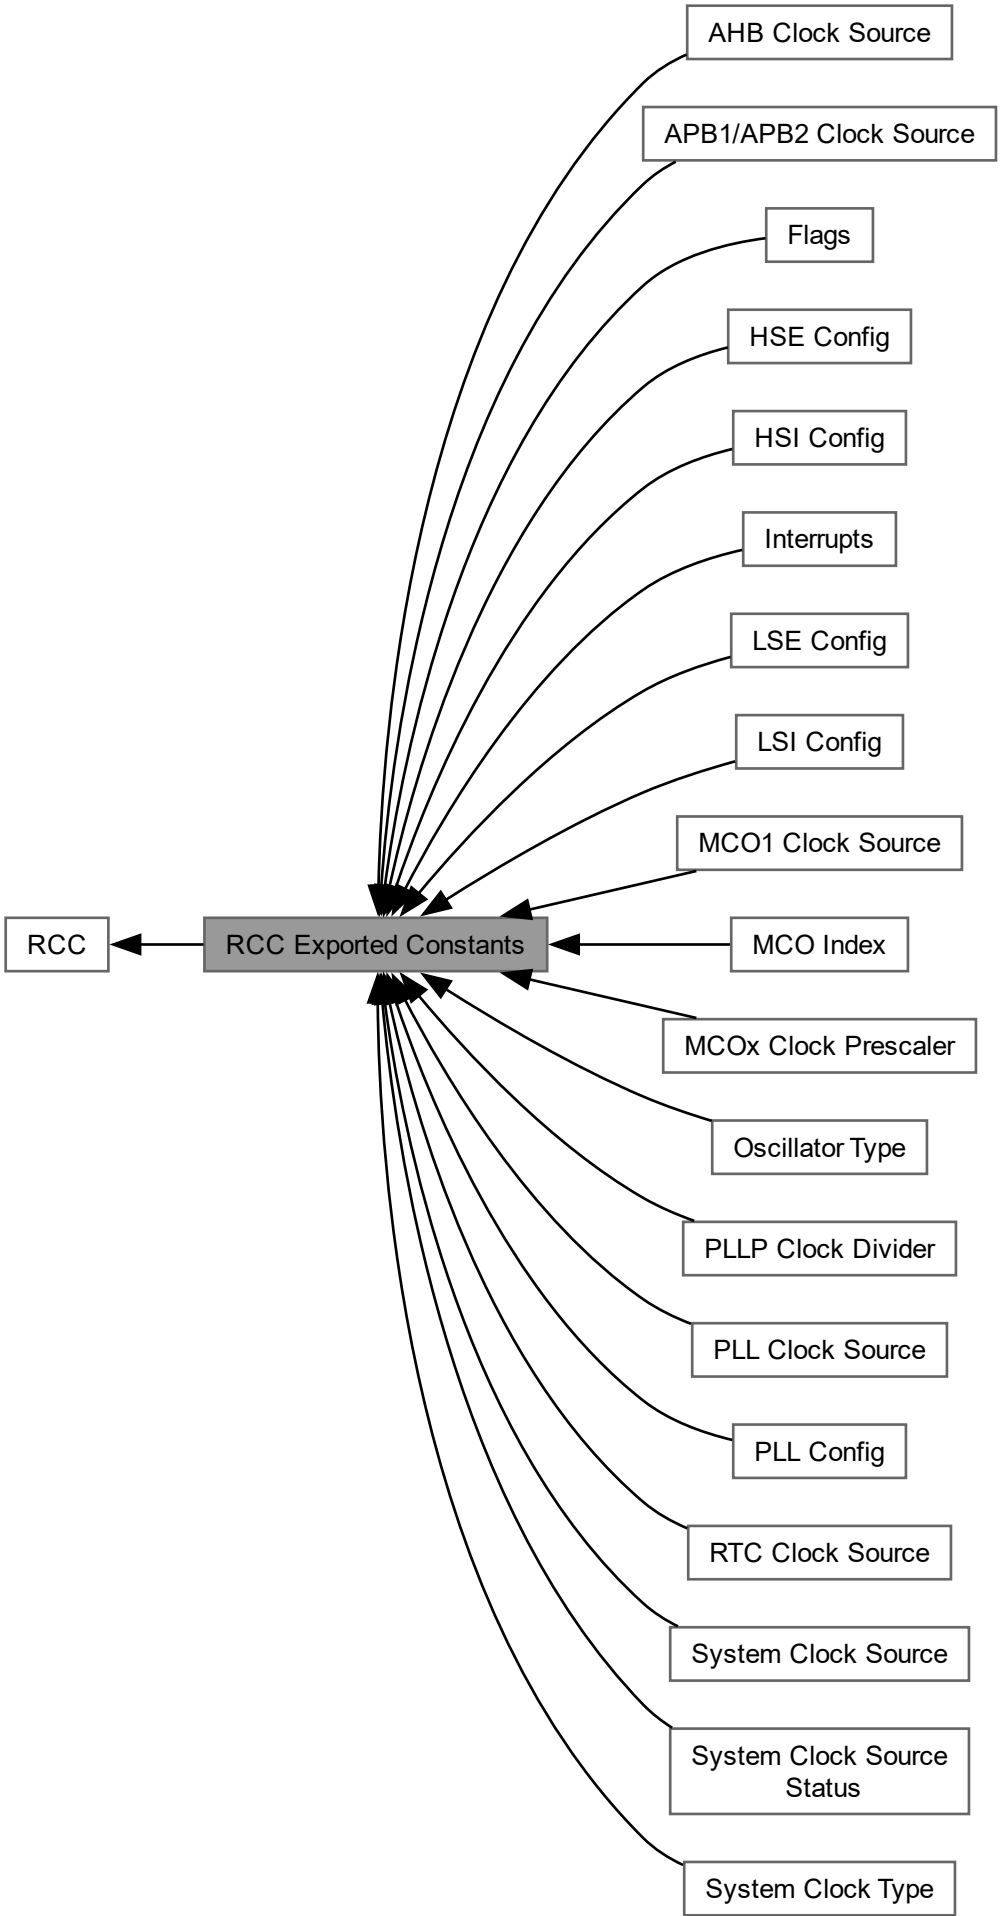 AHB Clock Source
APB1/APB2 Clock Source
Flags
HSE Config
HSI Config
Interrupts
LSE Config
LSI Config
MCO1 Clock Source
RCC
RCC Exported Constants
MCO Index
MCOx Clock Prescaler
Oscillator Type
PLLP Clock Divider
PLL Clock Source
PLL Config
RTC Clock Source
System Clock Source
System Clock Source
Status
System Clock Type